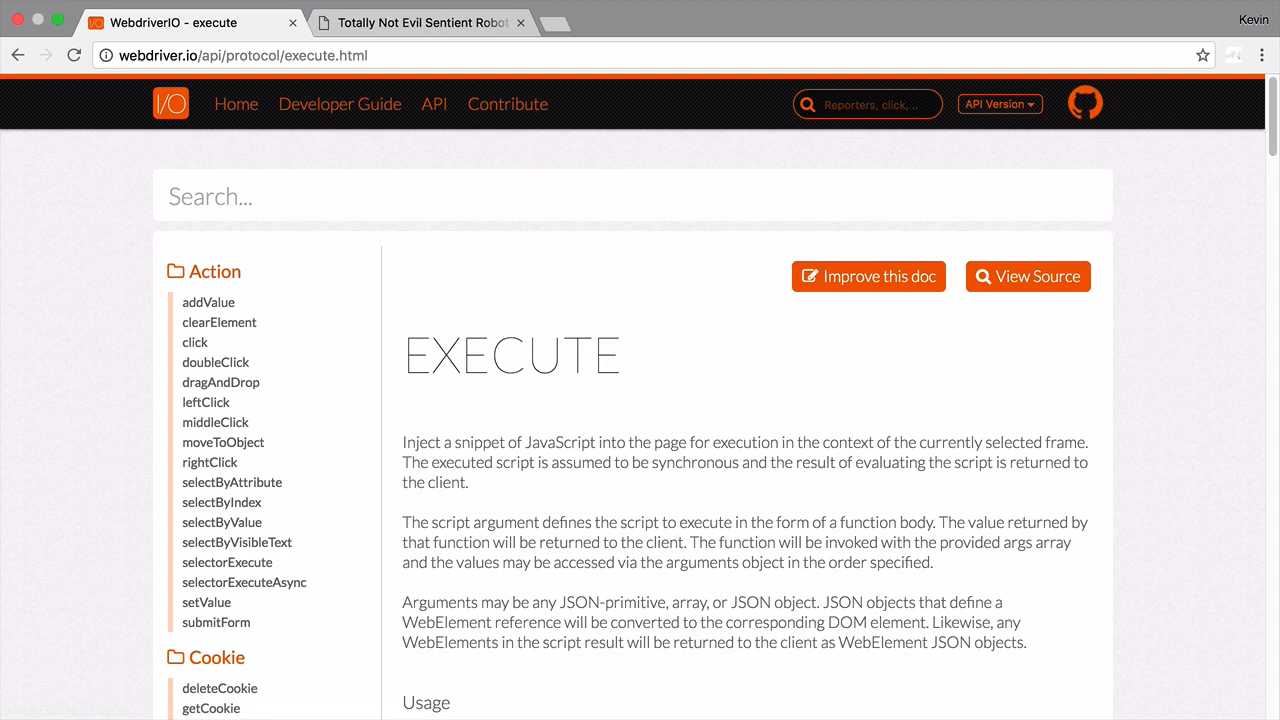 WebdriverIO - execute
Totally Not Evil Sentient Robot
Kevin
webdriver.io/api/protocol/execute.html
I/O
Home
Developer Guide
API
Contribute
Reporters, click, ..
API Version
Search...
Action
addValue
clearElement
click
doubleClick
dragAndDrop
leftClick
middleClick
moveToObject
rightClick
selectByAttribute
selectByIndex
selectByValue
selectByVisibleText
selectorExecute
selectorExecuteAsync
setValue
submitForm
Cookie
deleteCookie
getCookie
Improve this doc
View Source
EXECUTE
Inject a snippet of JavaScript into the page for execution in the context of the currently selected frame.
The executed script is assumed to be synchronous and the result of evaluating the script is returned to
the client.
The script argument defines the script to execute in the form of a function body. The value returned by
that function will be returned to the client. The function will be invoked with the provided args array
and the values may be accessed via the arguments object in the order specified.
Arguments may be any JSON-primitive, array, or JSON object. JSON objects that define a
WebElement reference will be converted to the corresponding DOM element. Likewise, any
WebElements in the script result will be returned to the client as WebElement JSON objects.
Usage